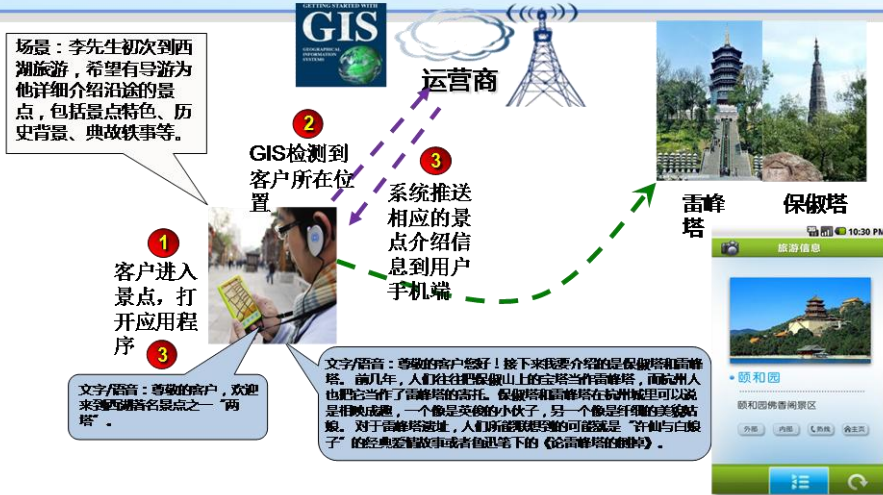 GETTING STARTED WITH
GIS
GEOGRAPHICAL
INFORMATION
SYSTEMS
运营商
场景：李先生初次到西
湖旅游，希望有导游为
他详细介绍沿途的景
点，包括景点特色、历
史背景、典故轶事等。
2
GIS检测到
客户所在位
置
3
系统推送
相应的景
点介绍信
息到用户
手机端
1
客户进入
景点，打
开应用程
序
3
雷峰
塔
保俶塔
10:30 PM
旅游信息
颐和园
颐和园佛香阁景区
外部
内部
热线
主页
文字/语音：尊敬的客户，欢迎
来到西湖著名景点之一“两
塔”。
文字/语音：尊敬的客户您好！接下来我要介绍的是保俶塔和雷峰
塔。前几年，人们往往把保俶山上的宝塔当作雷峰塔，而杭州人
也把它当作了雷峰塔的寄托。保俶塔和雷峰塔在杭州城里可以说
是相映成趣，一个像是英俊的小伙子，另一个像是纤细的美貌姑
娘。对于雷峰塔遗址，人们所能联想到的可能就是“许仙与白娘
子”的经典爱情故事或者鲁迅笔下的《论雷峰塔的倒掉》。